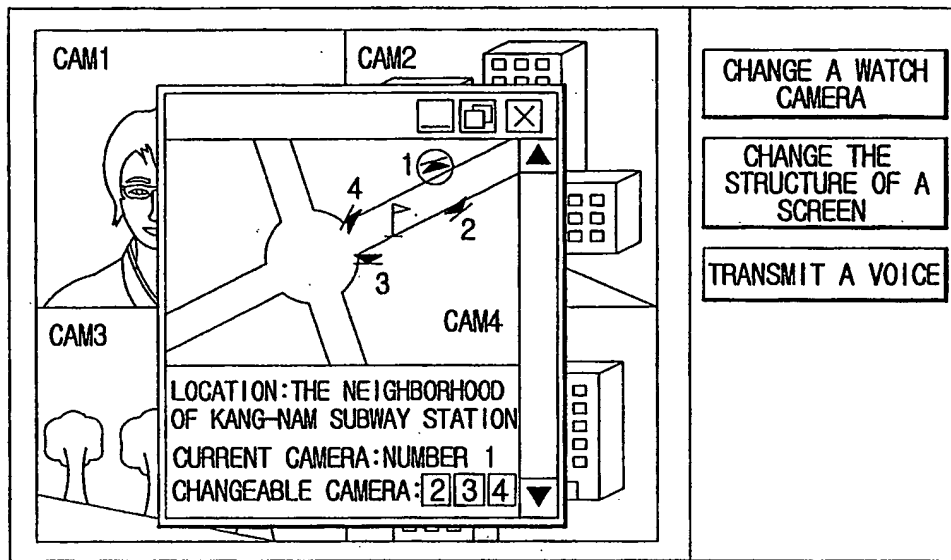 CAM1
CAM2
1
4
2
3
CAM4
CAM3
LOCATION:THE NEIGHBORHOOD
OF KANG-NAM SUBWAY STATION
CURRENT CAMERA:NUMBER 1
CHANGEABLE CAMERA:2 3 4
CHANGE A WATCH
CAMERA
CHANGE THE
STRUCTURE OF A
SCREEN
TRANSMIT A VOICE